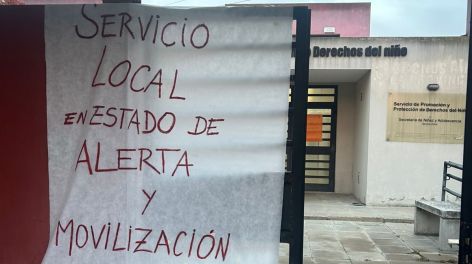 SERVICIO
LOCAL
EN ESTADO DE
ALERTA
Y
MOVILIZACIÓN
Derechos del niño
Servicio de Promoción y
Protección de Derechos del
Secretaría de Niñez y Adolescencia